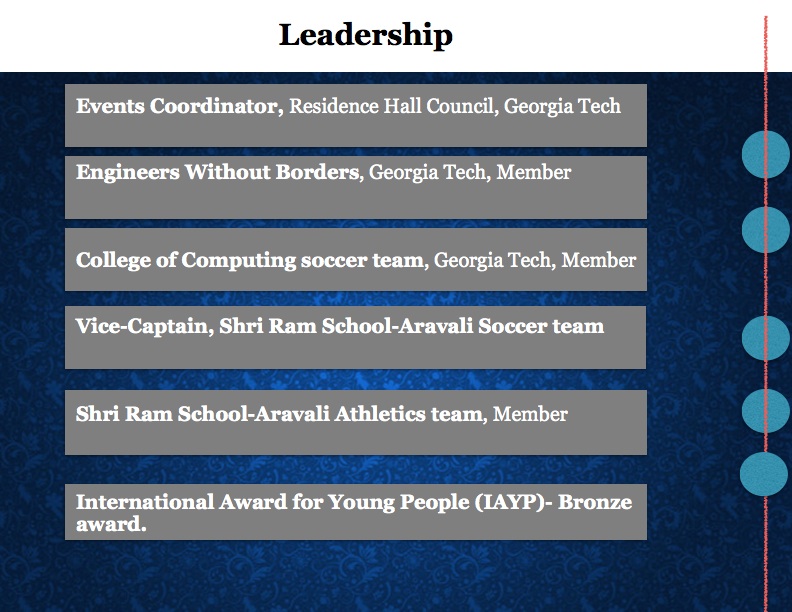 Leadership
Events Coordinator, Residence Hall Council, Georgia Tech
Engineers Without Borders, Georgia Tech, Member
College of Computing soccer team, Georgia Tech, Member
Vice-Captain, Shri Ram School-Aravali Soccer team
Shri Ram School-Aravali Athletics team, Member
International Award for Young People (IAYP)- Bronze
award.